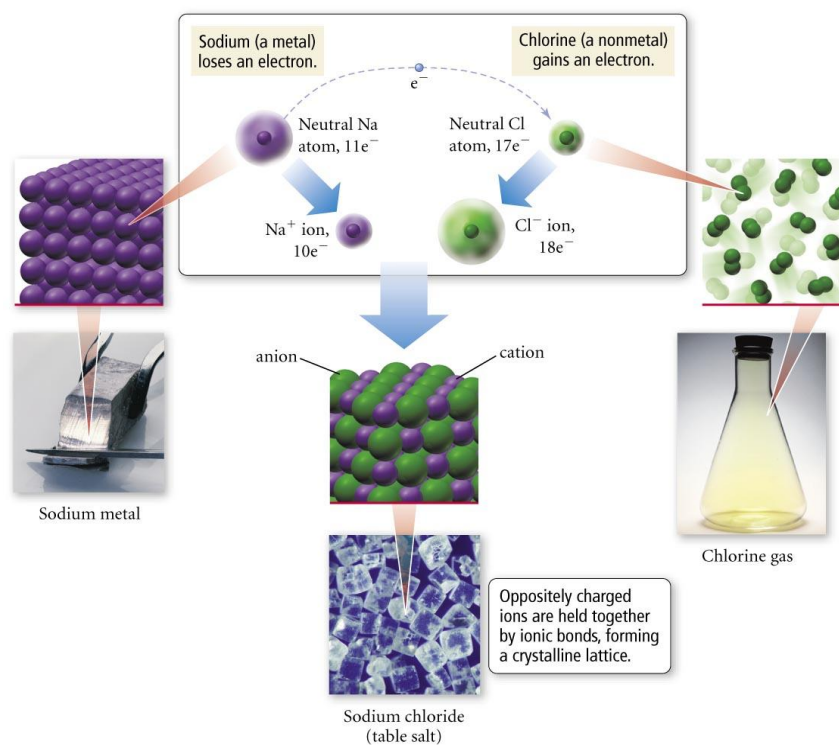 Sodium (a metal)
loses an electron.
Chlorine (a nonmetal)
gains an electron.
e⁻
Neutral Na
atom, 11e⁻
Neutral Cl
atom, 17e⁻
Na⁺ ion,
10e⁻
Cl⁻ ion,
18e⁻
anion
cation
Sodium metal
Chlorine gas
Oppositely charged
ions are held together
by ionic bonds, forming
a crystalline lattice.
Sodium chloride
(table salt)